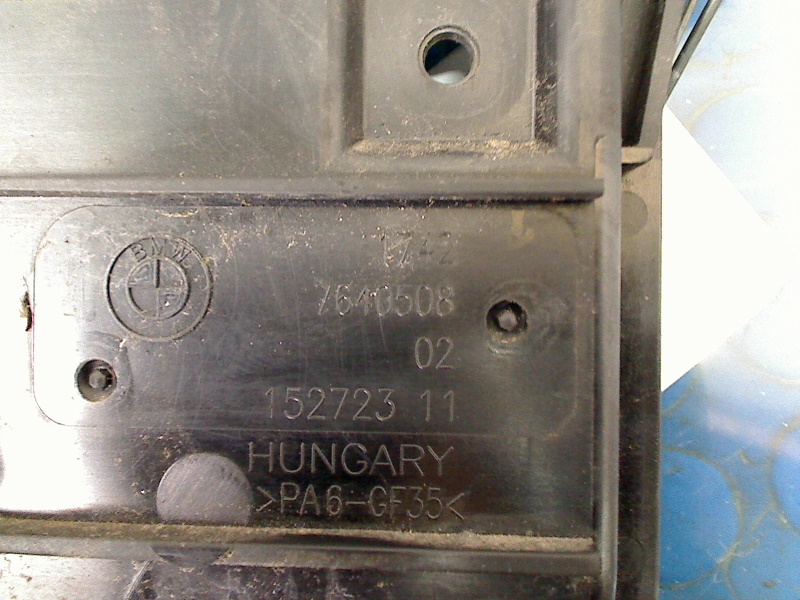 BMW
1742
7640508
02
152723 11
HUNGARY
>PA6-GF35<